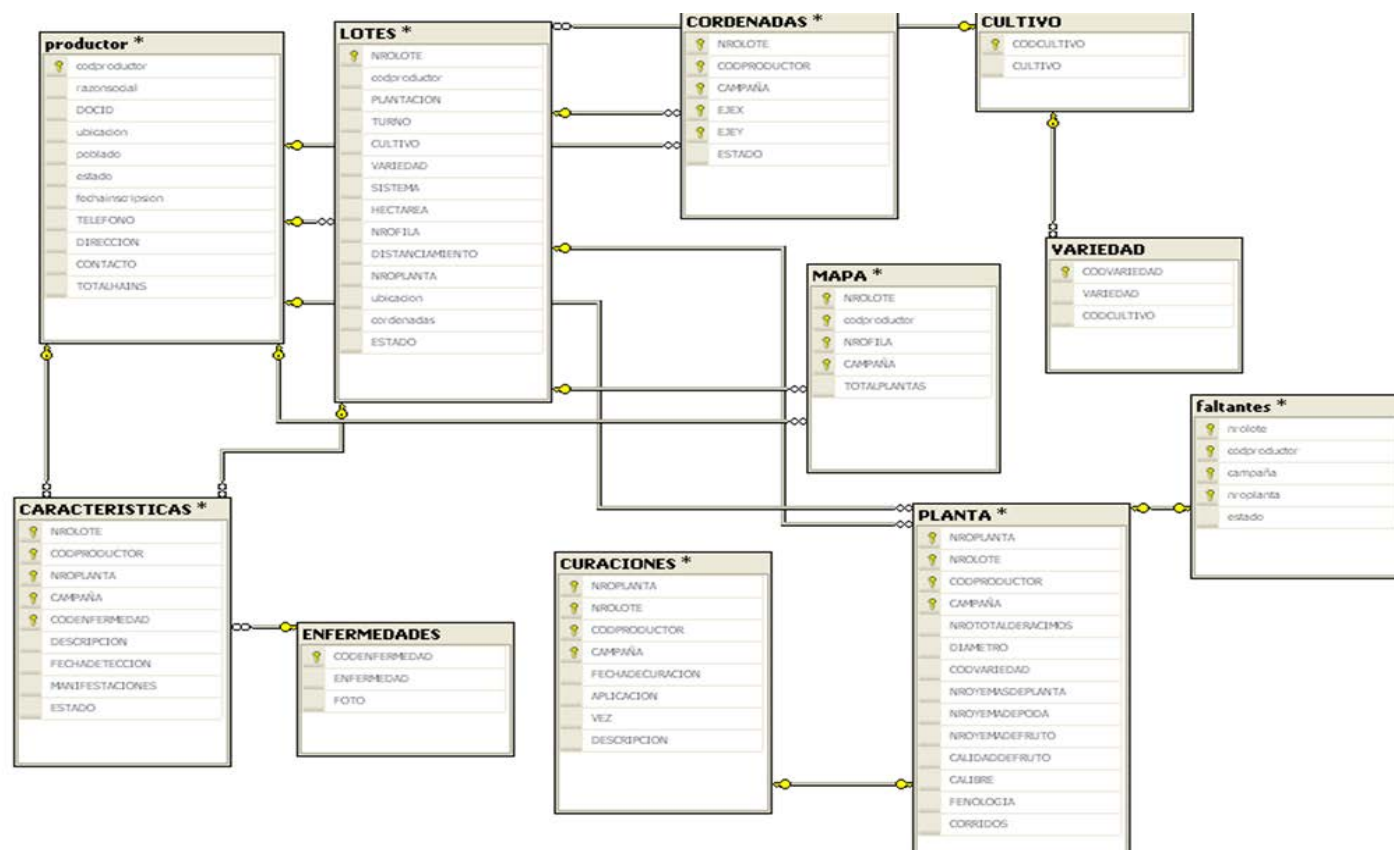 productor *
codproductor
razonsocial
DOCID
ubicacion
poblado
estado
fechainscripsion
TELEFONO
DIRECCION
CONTACTO
TOTALHAINS
LOTES *
NROLOTE
codproductor
PLANTACION
TURNO
CULTIVO
VARIEDAD
SISTEMA
HECTAREA
NROFILA
DISTANCIAMIENTO
NROPLANTA
ubicacion
cordenadas
ESTADO
CORDENADAS *
NROLOTE
CODPRODUCTOR
CAMPAÑA
EJEX
EJEY
ESTADO
CULTIVO
CODCULTIVO
CULTIVO
VARIEDAD
CODVARIEDAD
VARIEDAD
CODCULTIVO
MAPA *
NROLOTE
codproductor
NROFILA
CAMPAÑA
TOTALPLANTAS
faltantes *
nrolote
codproductor
campaña
nroplanta
estado
CARACTERISTICAS *
NROLOTE
CODPRODUCTOR
NROPLANTA
CAMPAÑA
CODENFERMEDAD
DESCRIPCION
FECHADETECCION
MANIFESTACIONES
ESTADO
ENFERMEDADES
CODENFERMEDAD
ENFERMEDAD
FOTO
CURACIONES *
NROPLANTA
NROLOTE
CODPRODUCTOR
CAMPAÑA
FECHADECURACION
APLICACION
VEZ
DESCRIPCION
PLANTA *
NROPLANTA
NROLOTE
CODPRODUCTOR
CAMPAÑA
NROTOTALDERACIMOS
DIAMETRO
CODVARIEDAD
NROYEMASDEPLANTA
NROYEMADEPODA
NROYEMADEFRUTO
CALIDADDEFRUTO
CALIBRE
FENOLOGIA
CORRIDOS